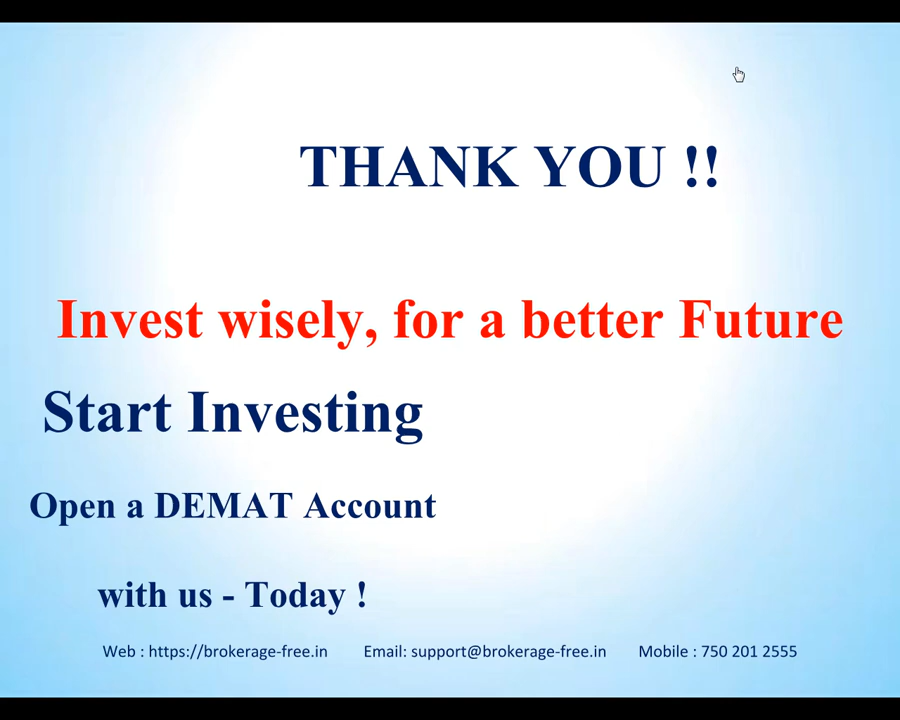 THANK YOU !!
Invest wisely, for a better Future
Start Investing
Open a DEMAT Account
with us - Today !
Web : https://brokerage-free.in Email: support@brokerage-free.in Mobile : 750 201 2555